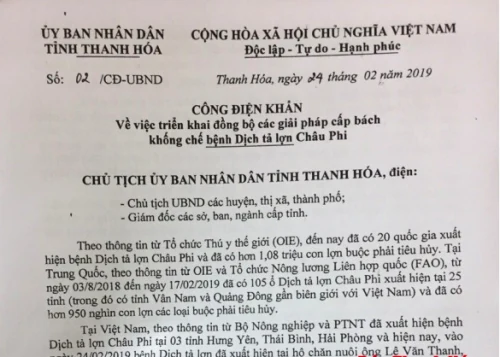 ỦY BAN NHÂN DÂN
TỈNH THANH HÓA
CỘNG HÒA XÃ HỘI CHỦ NGHĨA VIỆT NAM
Độc lập - Tự do - Hạnh phúc
Số: 02 /CĐ-UBND
Thanh Hóa, ngày 24 tháng 02 năm 2019
CÔNG ĐIỆN KHẨN
Về việc triển khai đồng bộ các giải pháp cấp bách
khống chế bệnh Dịch tả lợn Châu Phi
CHỦ TỊCH ỦY BAN NHÂN DÂN TỈNH THANH HÓA, điện:
- Chủ tịch UBND các huyện, thị xã, thành phố;
- Giám đốc các sở, ban, ngành cấp tỉnh.
Theo thông tin từ Tổ chức Thú y thế giới (OIE), đến nay đã có 20 quốc gia xuất
hiện bệnh Dịch tả lợn Châu Phi và đã có hơn 1,08 triệu con lợn buộc phải tiêu hủy. Tại
Trung Quốc, theo thông tin từ OIE và Tổ chức Nông lương Liên hợp quốc (FAO), từ
ngày 03/8/2018 đến ngày 17/02/2019 đã có 105 ổ Dịch tả lợn Châu Phi xuất hiện tại 25
tỉnh (trong đó có tỉnh Vân Nam và Quảng Đông gần biên giới với Việt Nam) và đã có
hơn 950 nghìn con lợn các loại buộc phải tiêu hủy.
Tại Việt Nam, theo thông tin từ Bộ Nông nghiệp và PTNT đã xuất hiện bệnh
Dịch tả lợn Châu Phi tại 03 tỉnh Hưng Yên, Thái Bình, Hải Phòng và hiện nay, vào
ngày 24/02/2019 bệnh Dịch tả lợn đã xuất hiện tại hộ chăn nuôi ông Lê Văn Thanh,